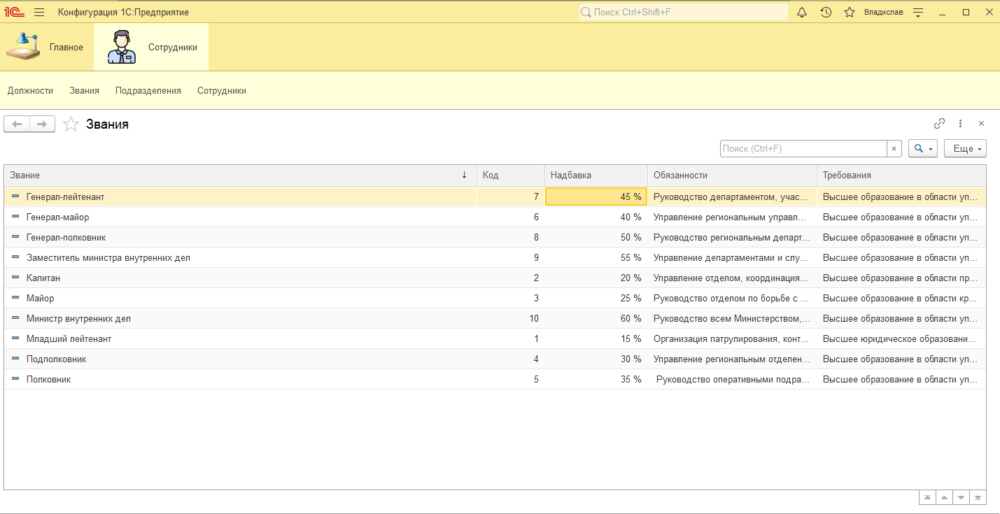 1С Конфигурация 1С:Предприятие Поиск Ctrl+Shift+F Владислав
Главное Сотрудники
Должности Звания Подразделения Сотрудники
Звания
Поиск (Ctrl+F) Еще
Звание Код Надбавка Обязанности Требования
Генерал-лейтенант 7 45 % Руководство департаментом, учас... Высшее образование в области уп...
Генерал-майор 6 40 % Управление региональным управл... Высшее образование в области уп...
Генерал-полковник 8 50 % Руководство региональным департ... Высшее образование в области уп...
Заместитель министра внутренних дел 9 55 % Управление департаментами и слу... Высшее образование в области уп...
Капитан 2 20 % Управление отделом, координация... Высшее образование в области пр...
Майор 3 25 % Руководство отделом по борьбе с ... Высшее образование в области кр...
Министр внутренних дел 10 60 % Руководство всем Министерством,... Высшее образование в области уп...
Младший лейтенант 1 15 % Организация патрулирования, конт... Высшее юридическое образовани...
Подполковник 4 30 % Управление региональным отделен... Высшее образование в области уп...
Полковник 5 35 % Руководство оперативными подра... Высшее образование в области уп...